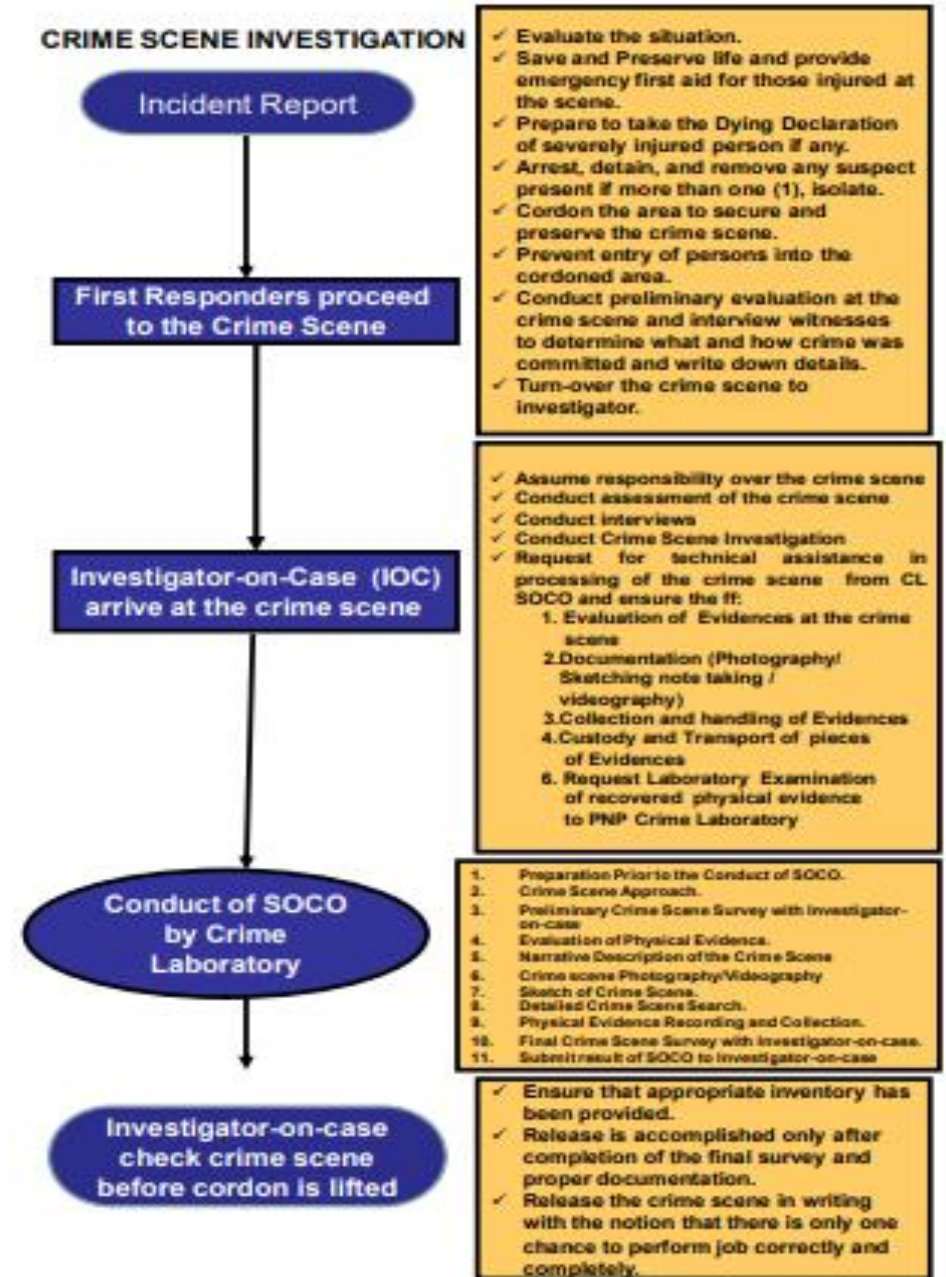 CRIME SCENE INVESTIGATION
Incident Report
✓ Evaluate the situation.
✓ Save and Preserve life and provide
emergency first aid for those injured at
the scene.
✓ Prepare to take the Dying Declaration
of severely injured person if any.
✓ Arrest, detain, and remove any suspect
present if more than one (1), isolate.
✓ Cordon the area to secure and
preserve the crime scene.
✓ Prevent entry of persons into the
cordoned area.
✓ Conduct preliminary evaluation at the
crime scene and interview witnesses
to determine what and how crime was
committed and write down details.
✓ Turn-over the crime scene to
investigator.
First Responders proceed
to the Crime Scene
✓ Assume responsibility over the crime scene
✓ Conduct assessment of the crime scene
✓ Conduct interviews
✓ Conduct Crime Scene Investigation
✓ Request for technical assistance in
processing of the crime scene from CL
SOCO and ensure the ff:
1. Evaluation of Evidences at the crime
scene
2.Documentation (Photography/
Sketching note taking /
videography)
3.Collection and handling of Evidences
4.Custody and Transport of pieces
of Evidences
6. Request Laboratory Examination
of recovered physical evidence
to PNP Crime Laboratory
Investigator-on-Case (IOC)
arrive at the crime scene
Conduct of SOCO
by Crime
Laboratory
1. Preparation Prior to the Conduct of SOCO.
2. Crime Scene Approach.
3. Preliminary Crime Scene Survey with Investigator-
on-case
4. Evaluation of Physical Evidence.
5. Narrative Description of the Crime Scene
6. Crime scene Photography/Videography
7. Sketch of Crime Scene.
8. Detailed Crime Scene Search.
9. Physical Evidence Recording and Collection.
10. Final Crime Scene Survey with Investigator-on-case.
11. Submit result of SOCO to Investigator-on-case
Investigator-on-case
check crime scene
before cordon is lifted
✓ Ensure that appropriate inventory has
been provided.
✓ Release is accomplished only after
completion of the final survey and
proper documentation.
✓ Release the crime scene in writing
with the notion that there is only one
chance to perform job correctly and
completely.